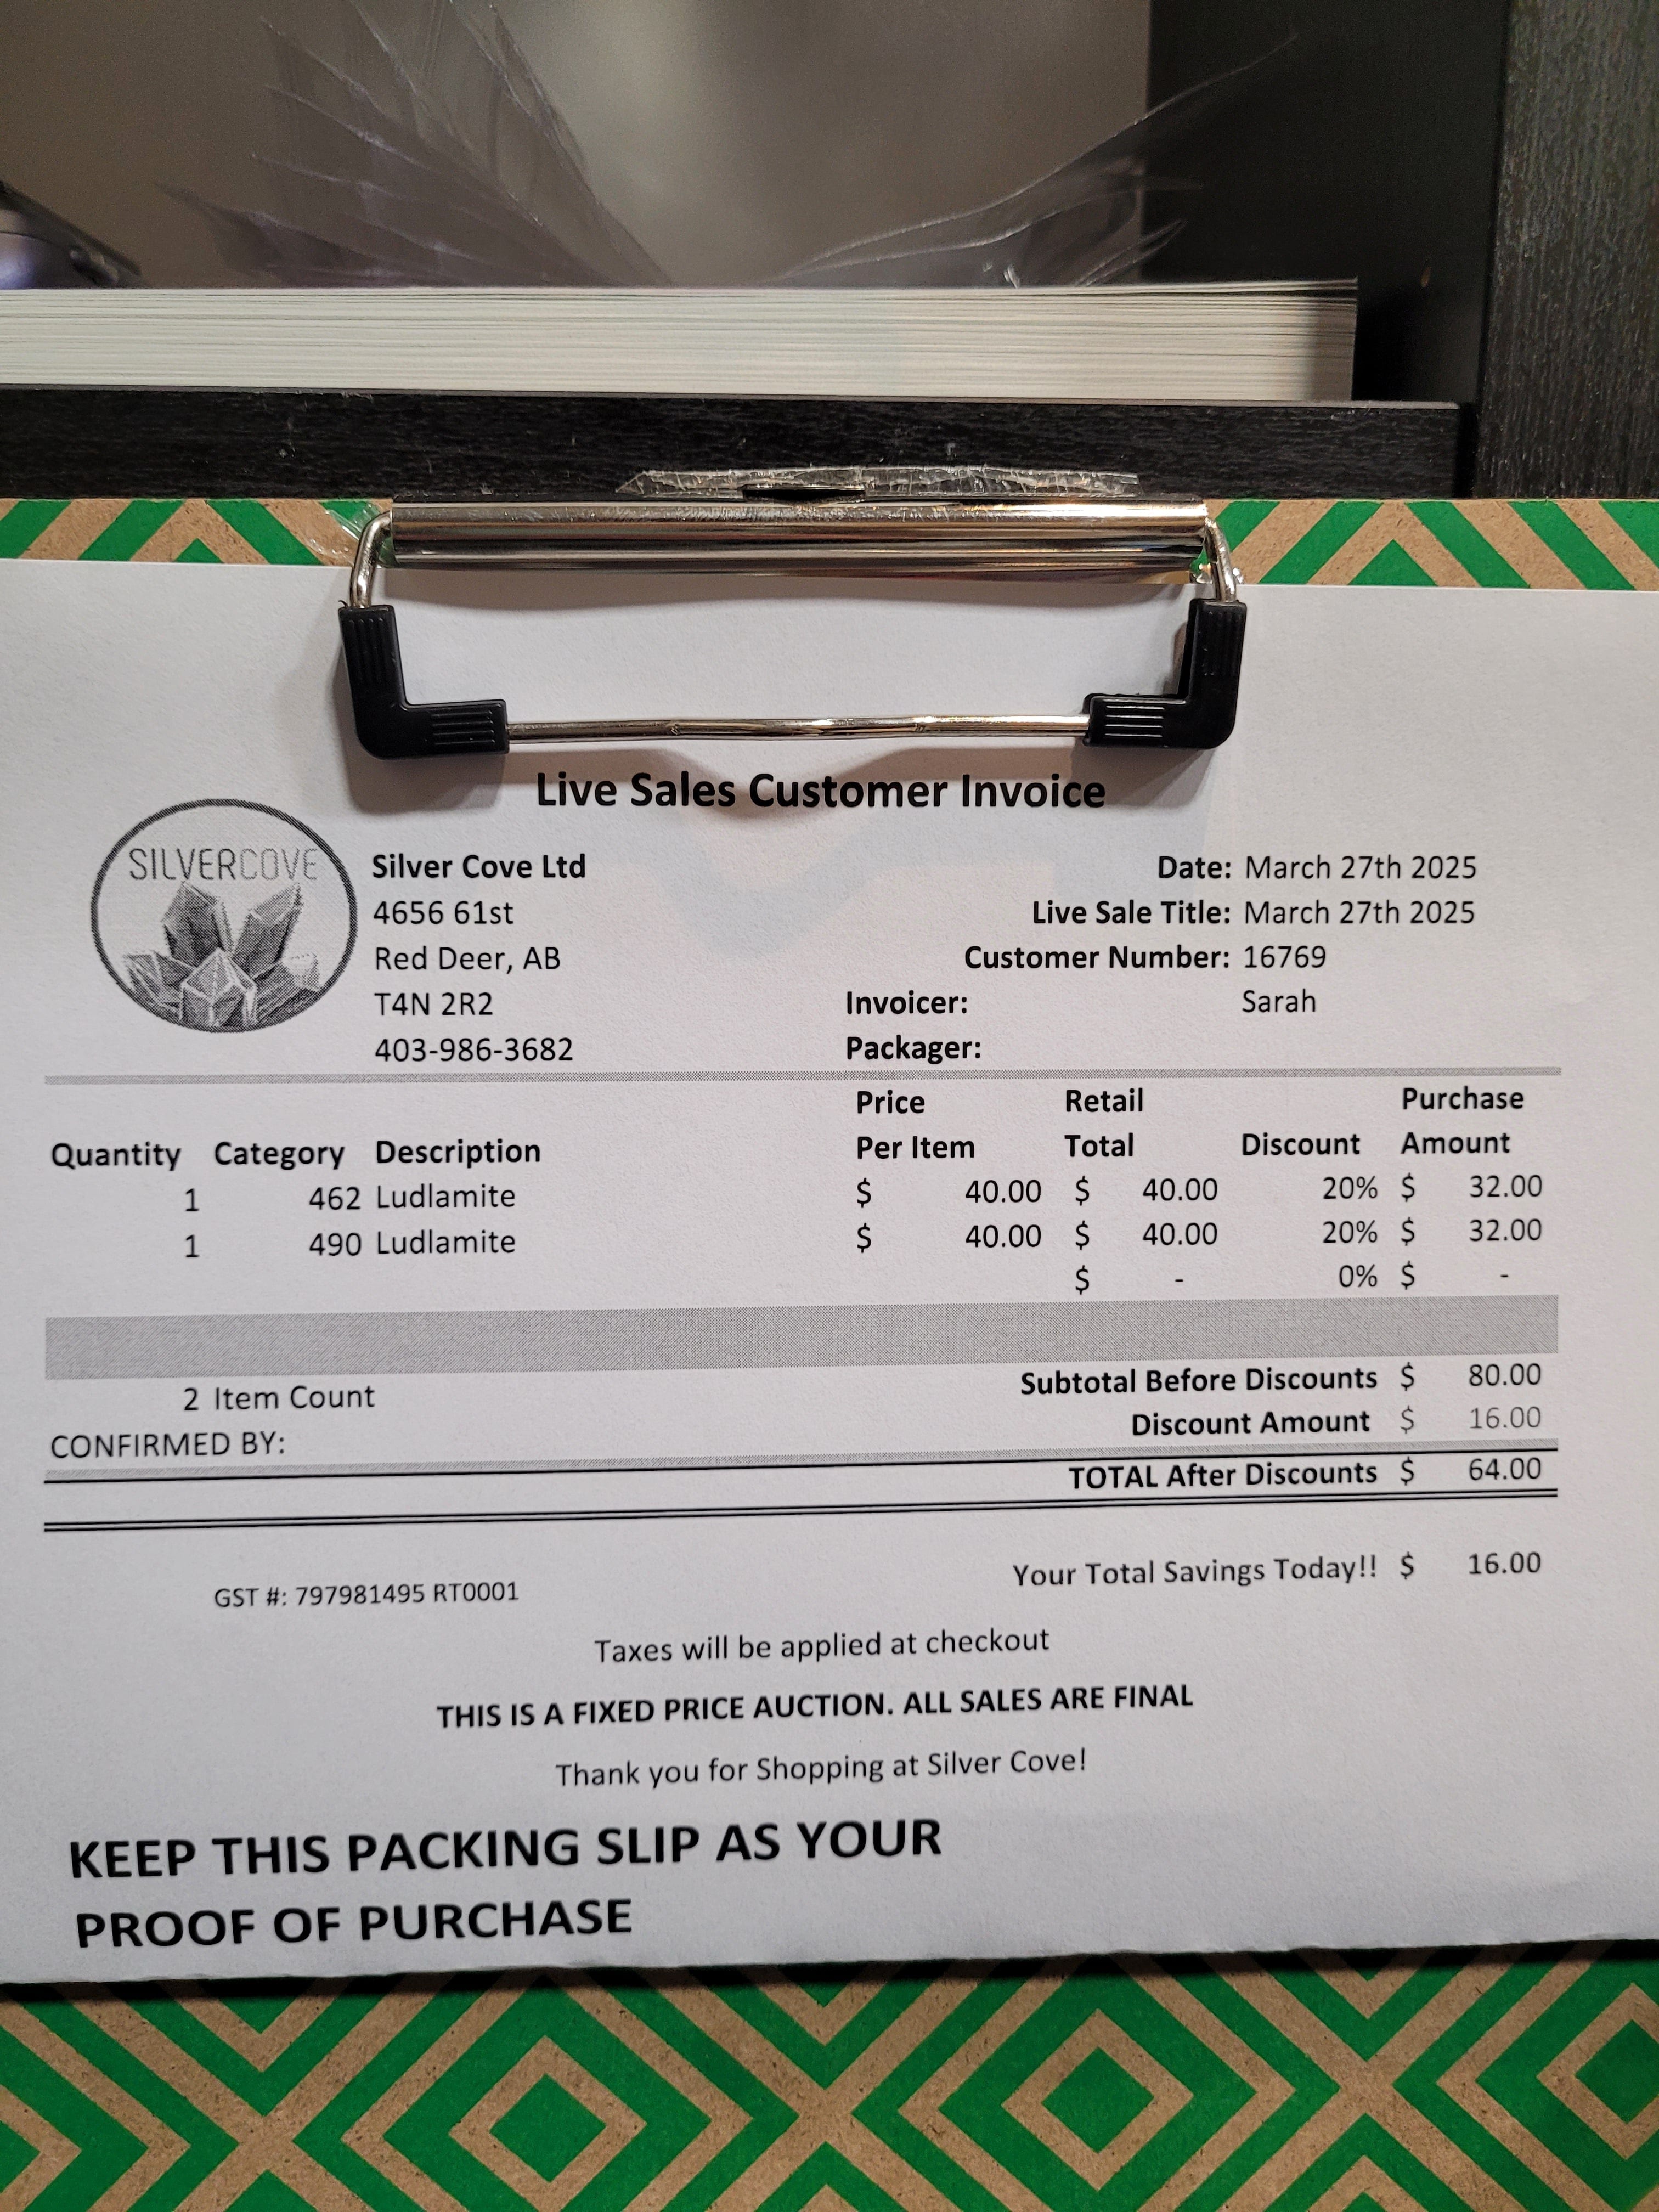 Live Sales Customer Invoice
SILVERCOVE
Silver Cove Ltd
4656 61st
Red Deer, AB
T4N 2R2
403-986-3682
Date: March 27th 2025
Live Sale Title: March 27th 2025
Customer Number: 16769
Invoicer: Sarah
Packager:
Quantity Category Description Price Per Item Retail Total Discount Purchase Amount
1 462 Ludlamite $ 40.00 $ 40.00 20% $ 32.00
1 490 Ludlamite $ 40.00 $ 40.00 20% $ 32.00
$ - 0% $ -
2 Item Count
CONFIRMED BY:
Subtotal Before Discounts $ 80.00
Discount Amount $ 16.00
TOTAL After Discounts $ 64.00
Your Total Savings Today!! $ 16.00
GST #: 797981495 RT0001
Taxes will be applied at checkout
THIS IS A FIXED PRICE AUCTION. ALL SALES ARE FINAL
Thank you for Shopping at Silver Cove!
KEEP THIS PACKING SLIP AS YOUR
PROOF OF PURCHASE